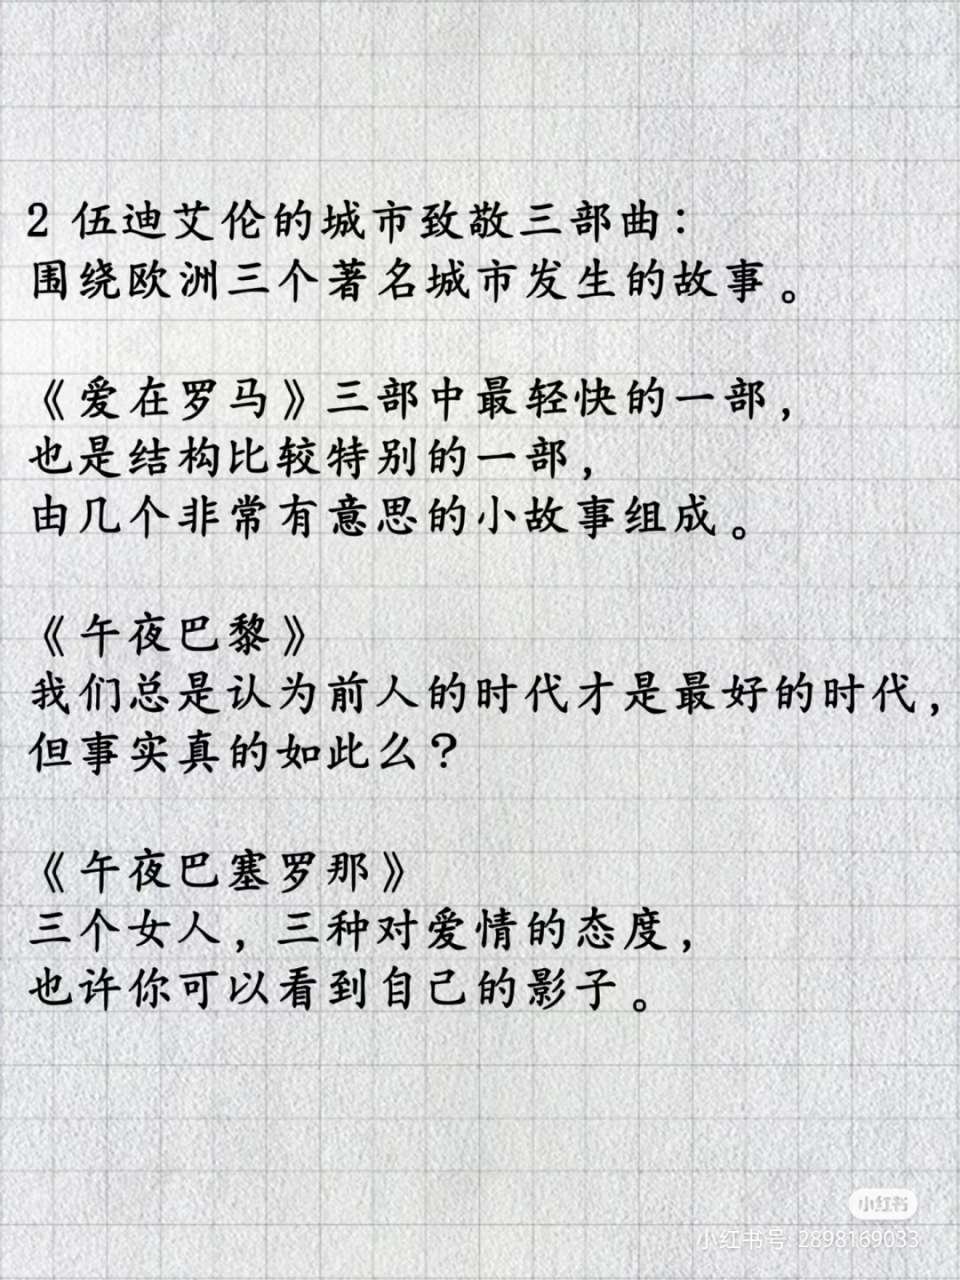 2 伍迪艾伦的城市致敬三部曲：
围绕欧洲三个著名城市发生的故事。
《爱在罗马》三部中最轻快的一部，
也是结构比较特别的一部，
由几个非常有意思的小故事组成。
《午夜巴黎》
我们总是认为前人的时代才是最好的时代，
但事实真的如此么？
《午夜巴塞罗那》
三个女人，三种对爱情的态度，
也许你可以看到自己的影子。
小红书
小红书号: 2898169033